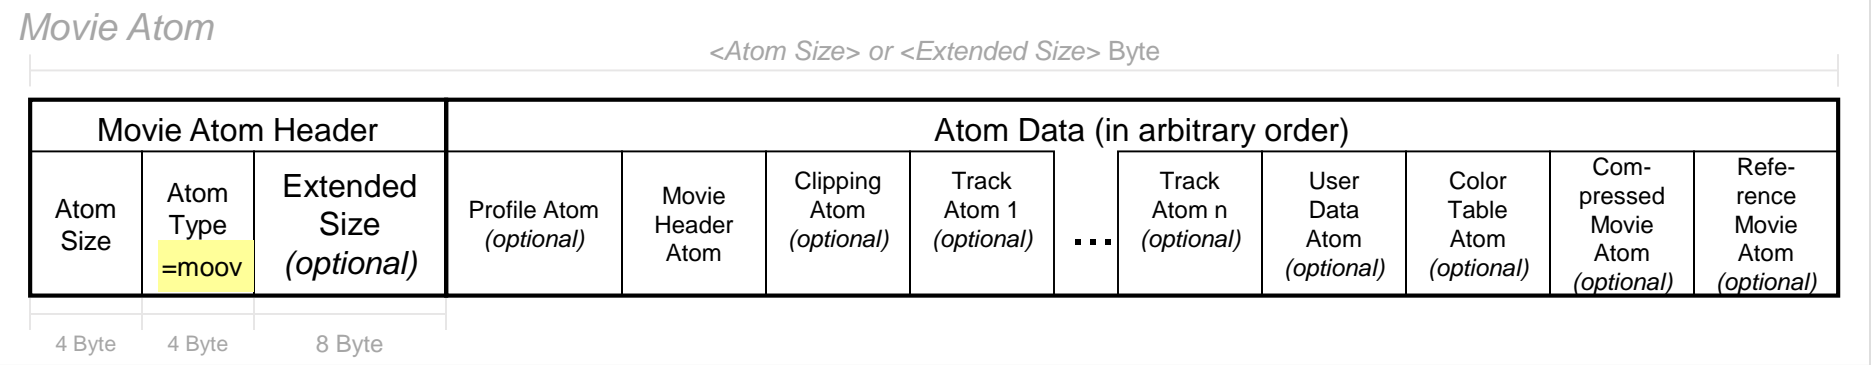 Movie Atom
<Atom Size> or <Extended Size> Byte
Movie Atom Header
Atom Data (in arbitrary order)
Atom
Size
Atom
Type
=moov
Extended
Size
(optional)
Profile Atom
(optional)
Movie
Header
Atom
Clipping
Atom
(optional)
Track
Atom 1
(optional)
...
Track
Atom n
(optional)
User
Data
Atom
(optional)
Color
Table
Atom
(optional)
Com-
pressed
Movie
Atom
(optional)
Refe-
rence
Movie
Atom
(optional)
4 Byte
4 Byte
8 Byte